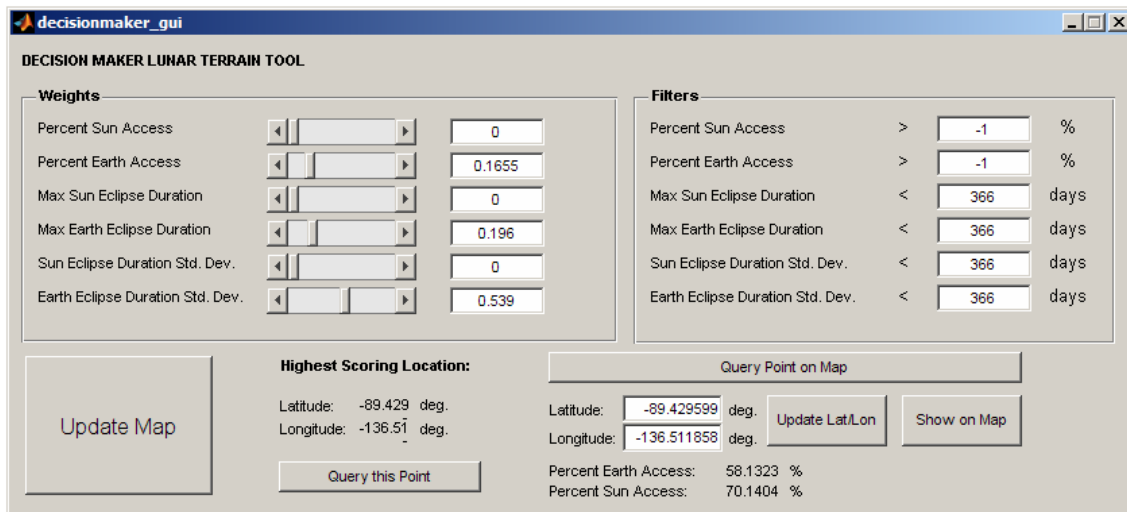 decisionmaker_gui
DECISION MAKER LUNAR TERRAIN TOOL
Weights
Percent Sun Access 0
Percent Earth Access 0.1655
Max Sun Eclipse Duration 0
Max Earth Eclipse Duration 0.196
Sun Eclipse Duration Std. Dev. 0
Earth Eclipse Duration Std. Dev. 0.539
Filters
Percent Sun Access > -1 %
Percent Earth Access > -1 %
Max Sun Eclipse Duration < 366 days
Max Earth Eclipse Duration < 366 days
Sun Eclipse Duration Std. Dev. < 366 days
Earth Eclipse Duration Std. Dev. < 366 days
Update Map
Highest Scoring Location:
Latitude: -89.429 deg.
Longitude: -136.51 deg.
Query this Point
Query Point on Map
Latitude: -89.429599 deg.
Longitude: -136.511858 deg.
Update Lat/Lon
Show on Map
Percent Earth Access: 58.1323 %
Percent Sun Access: 70.1404 %